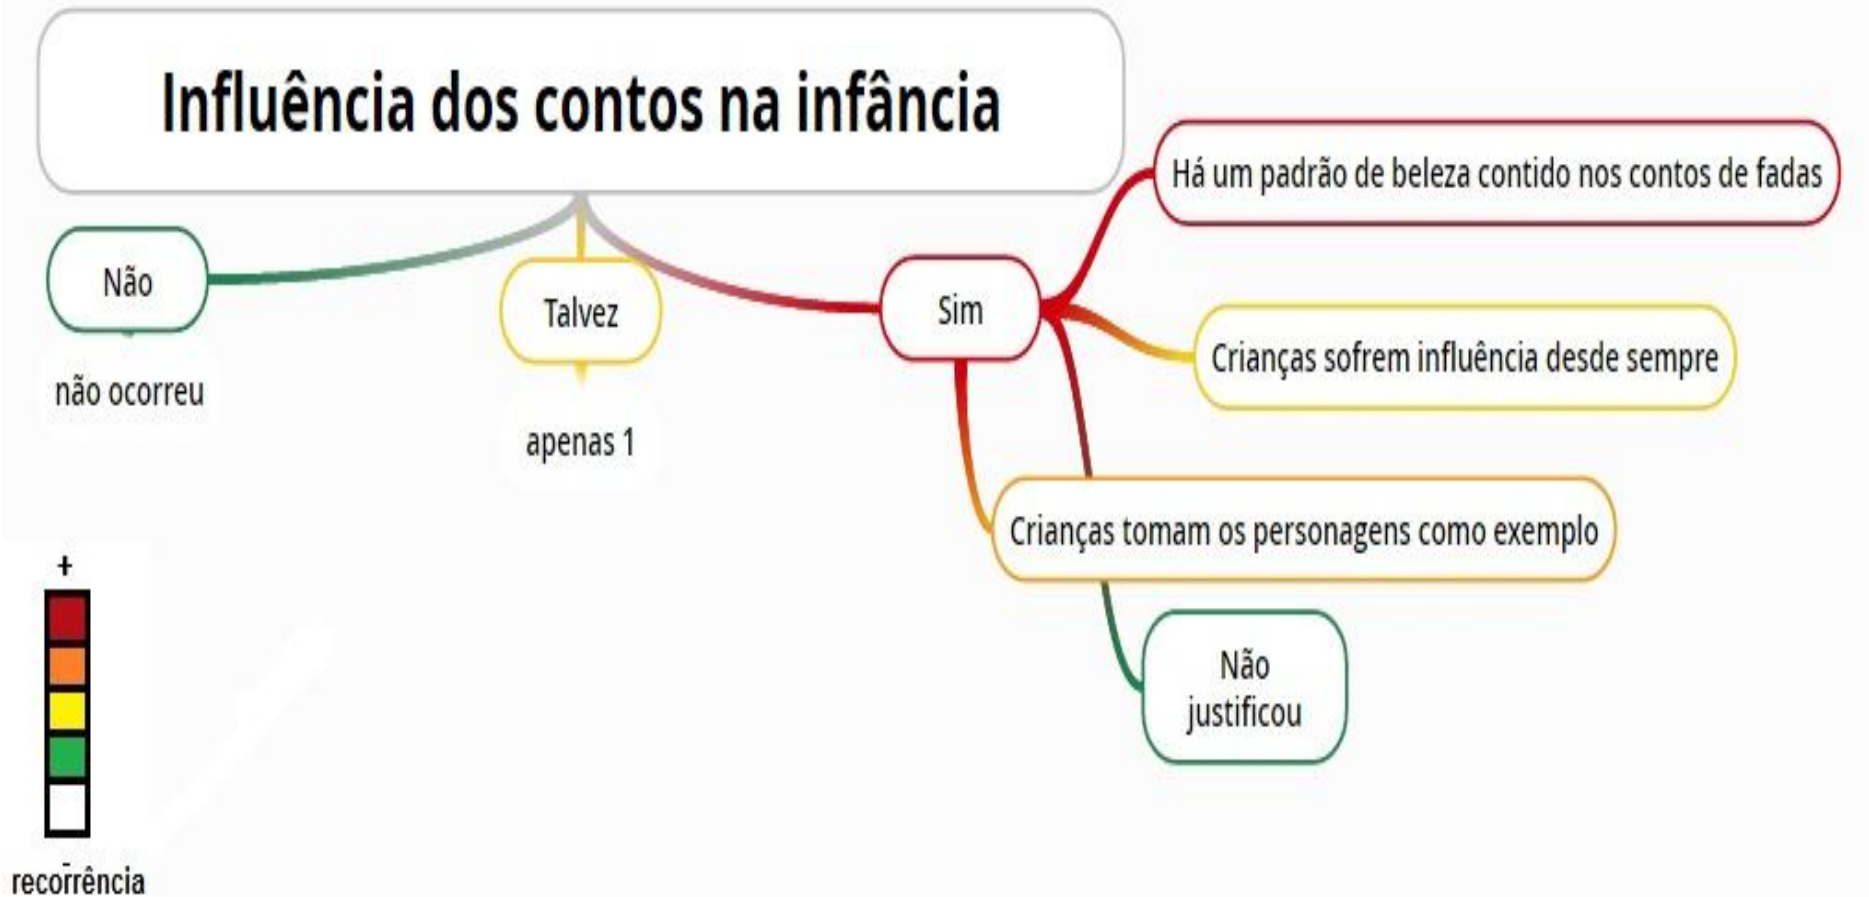 Influência dos contos na infância
Não
não ocorreu
Talvez
apenas 1
Sim
Há um padrão de beleza contido nos contos de fadas
Crianças sofrem influência desde sempre
Crianças tomam os personagens como exemplo
Não
justificou
+
-
recorrência